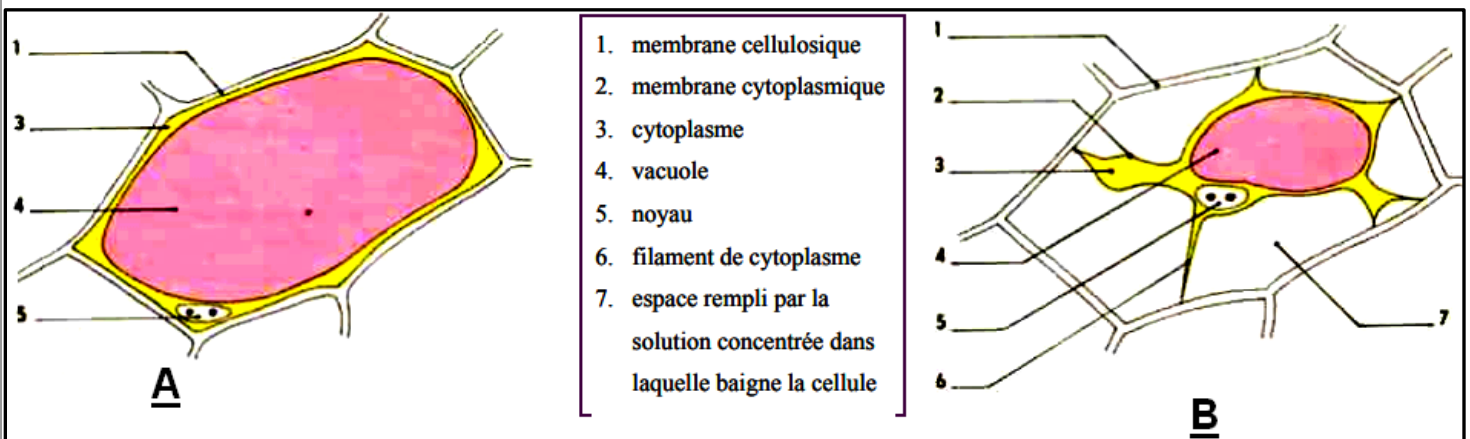 1
3
4
5
A
1. membrane cellulosique
2. membrane cytoplasmique
3. cytoplasme
4. vacuole
5. noyau
6. filament de cytoplasme
7. espace rempli par la
solution concentrée dans
laquelle baigne la cellule
1
2
3
4
5
6
7
B